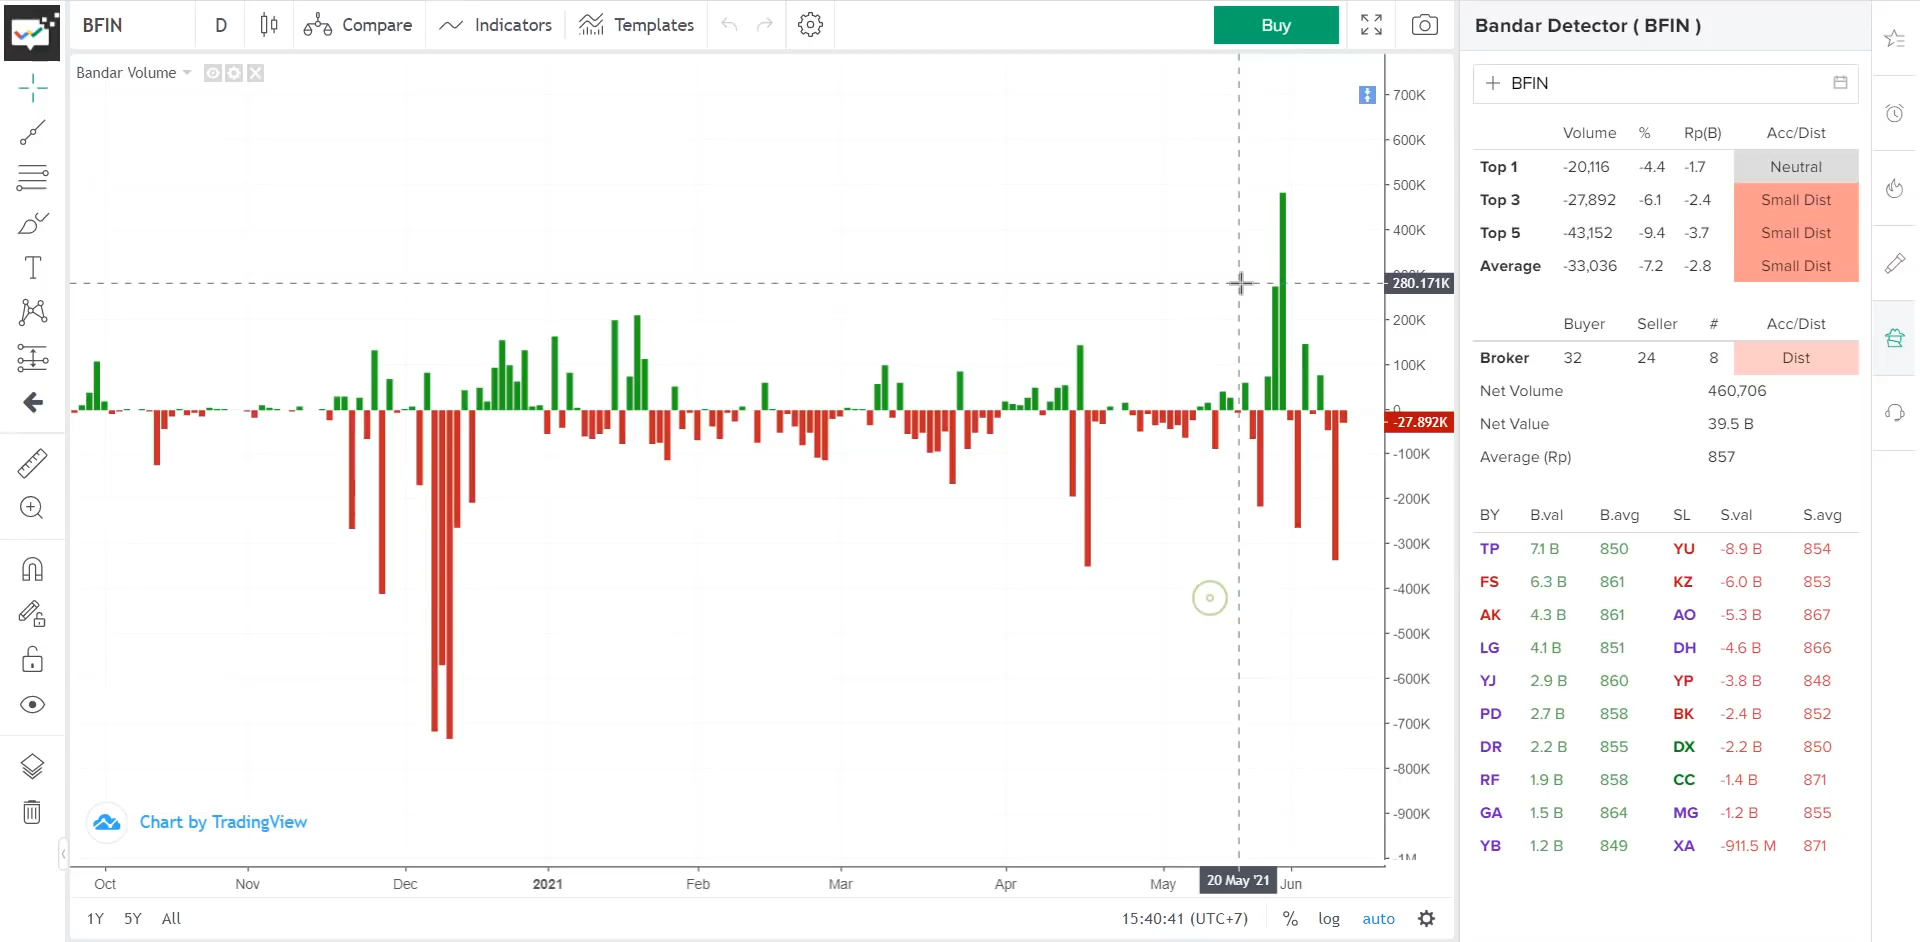 BFIN
D
Compare
Indicators
Templates
Buy
Bandar Volume
700K
600K
500K
400K
280.171K
200K
100K
0
-27.892K
-100K
-200K
-300K
-400K
-500K
-600K
-700K
-800K
-900K
-1M
Chart by TradingView
Oct Nov Dec 2021 Feb Mar Apr May 20 May '21 Jun
1Y 5Y All
15:40:41 (UTC+7) % log auto
Bandar Detector ( BFIN )
BFIN
Volume % Rp(B) Acc/Dist
Top 1 -20,116 -4.4 -1.7 Neutral
Top 3 -27,892 -6.1 -2.4 Small Dist
Top 5 -43,152 -9.4 -3.7 Small Dist
Average -33,036 -7.2 -2.8 Small Dist
Buyer Seller # Acc/Dist
Broker 32 24 8 Dist
Net Volume 460,706
Net Value 39.5 B
Average (Rp) 857
BY B.val B.avg SL S.val S.avg
TP 7.1 B 850 YU -8.9 B 854
FS 6.3 B 861 KZ -6.0 B 853
AK 4.3 B 861 AO -5.3 B 867
LG 4.1 B 851 DH -4.6 B 866
YJ 2.9 B 860 YP -3.8 B 848
PD 2.7 B 858 BK -2.4 B 852
DR 2.2 B 855 DX -2.2 B 850
RF 1.9 B 858 CC -1.4 B 871
GA 1.5 B 864 MG -1.2 B 855
YB 1.2 B 849 XA -911.5 M 871